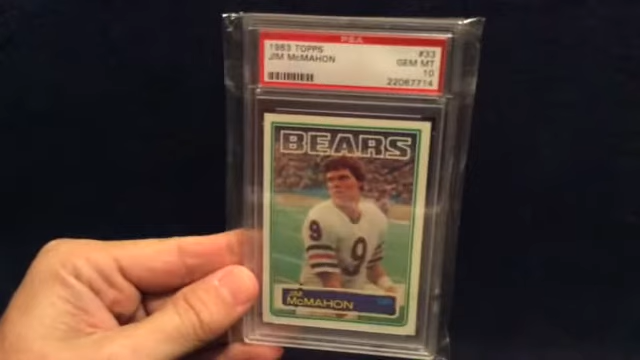 PSA
1983 TOPPS #33
JIM McMAHON GEM MT
10
22067714
BEARS
9 9
JIM
McMAHON